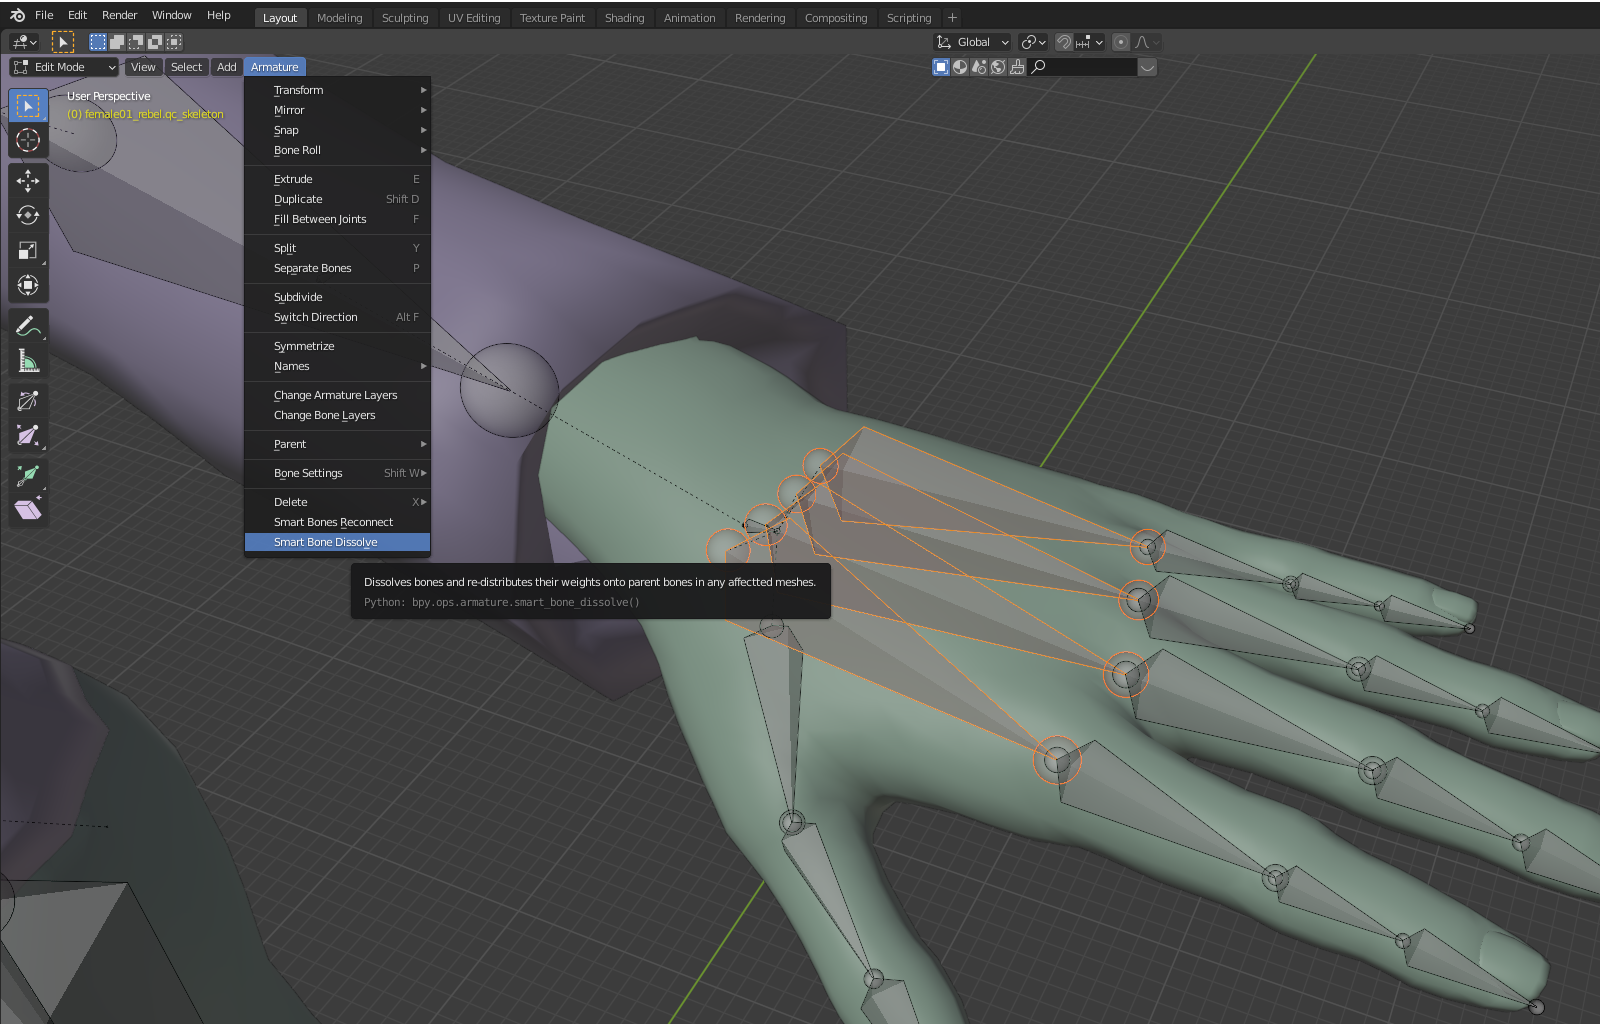 File Edit Render Window Help Layout Modeling Sculpting UV Editing Texture Paint Shading Animation Rendering Compositing Scripting +
Global
Edit Mode View Select Add Armature
User Perspective
(0) female01_rebel.qc_skeleton
Transform
Mirror
Snap
Bone Roll
Extrude E
Duplicate Shift D
Fill Between Joints F
Split Y
Separate Bones P
Subdivide
Switch Direction Alt F
Symmetrize
Names
Change Armature Layers
Change Bone Layers
Parent
Bone Settings Shift W
Delete X
Smart Bones Reconnect
Smart Bone Dissolve
Dissolves bones and re-distributes their weights onto parent bones in any affectted meshes.
Python: bpy.ops.armature.smart_bone_dissolve()